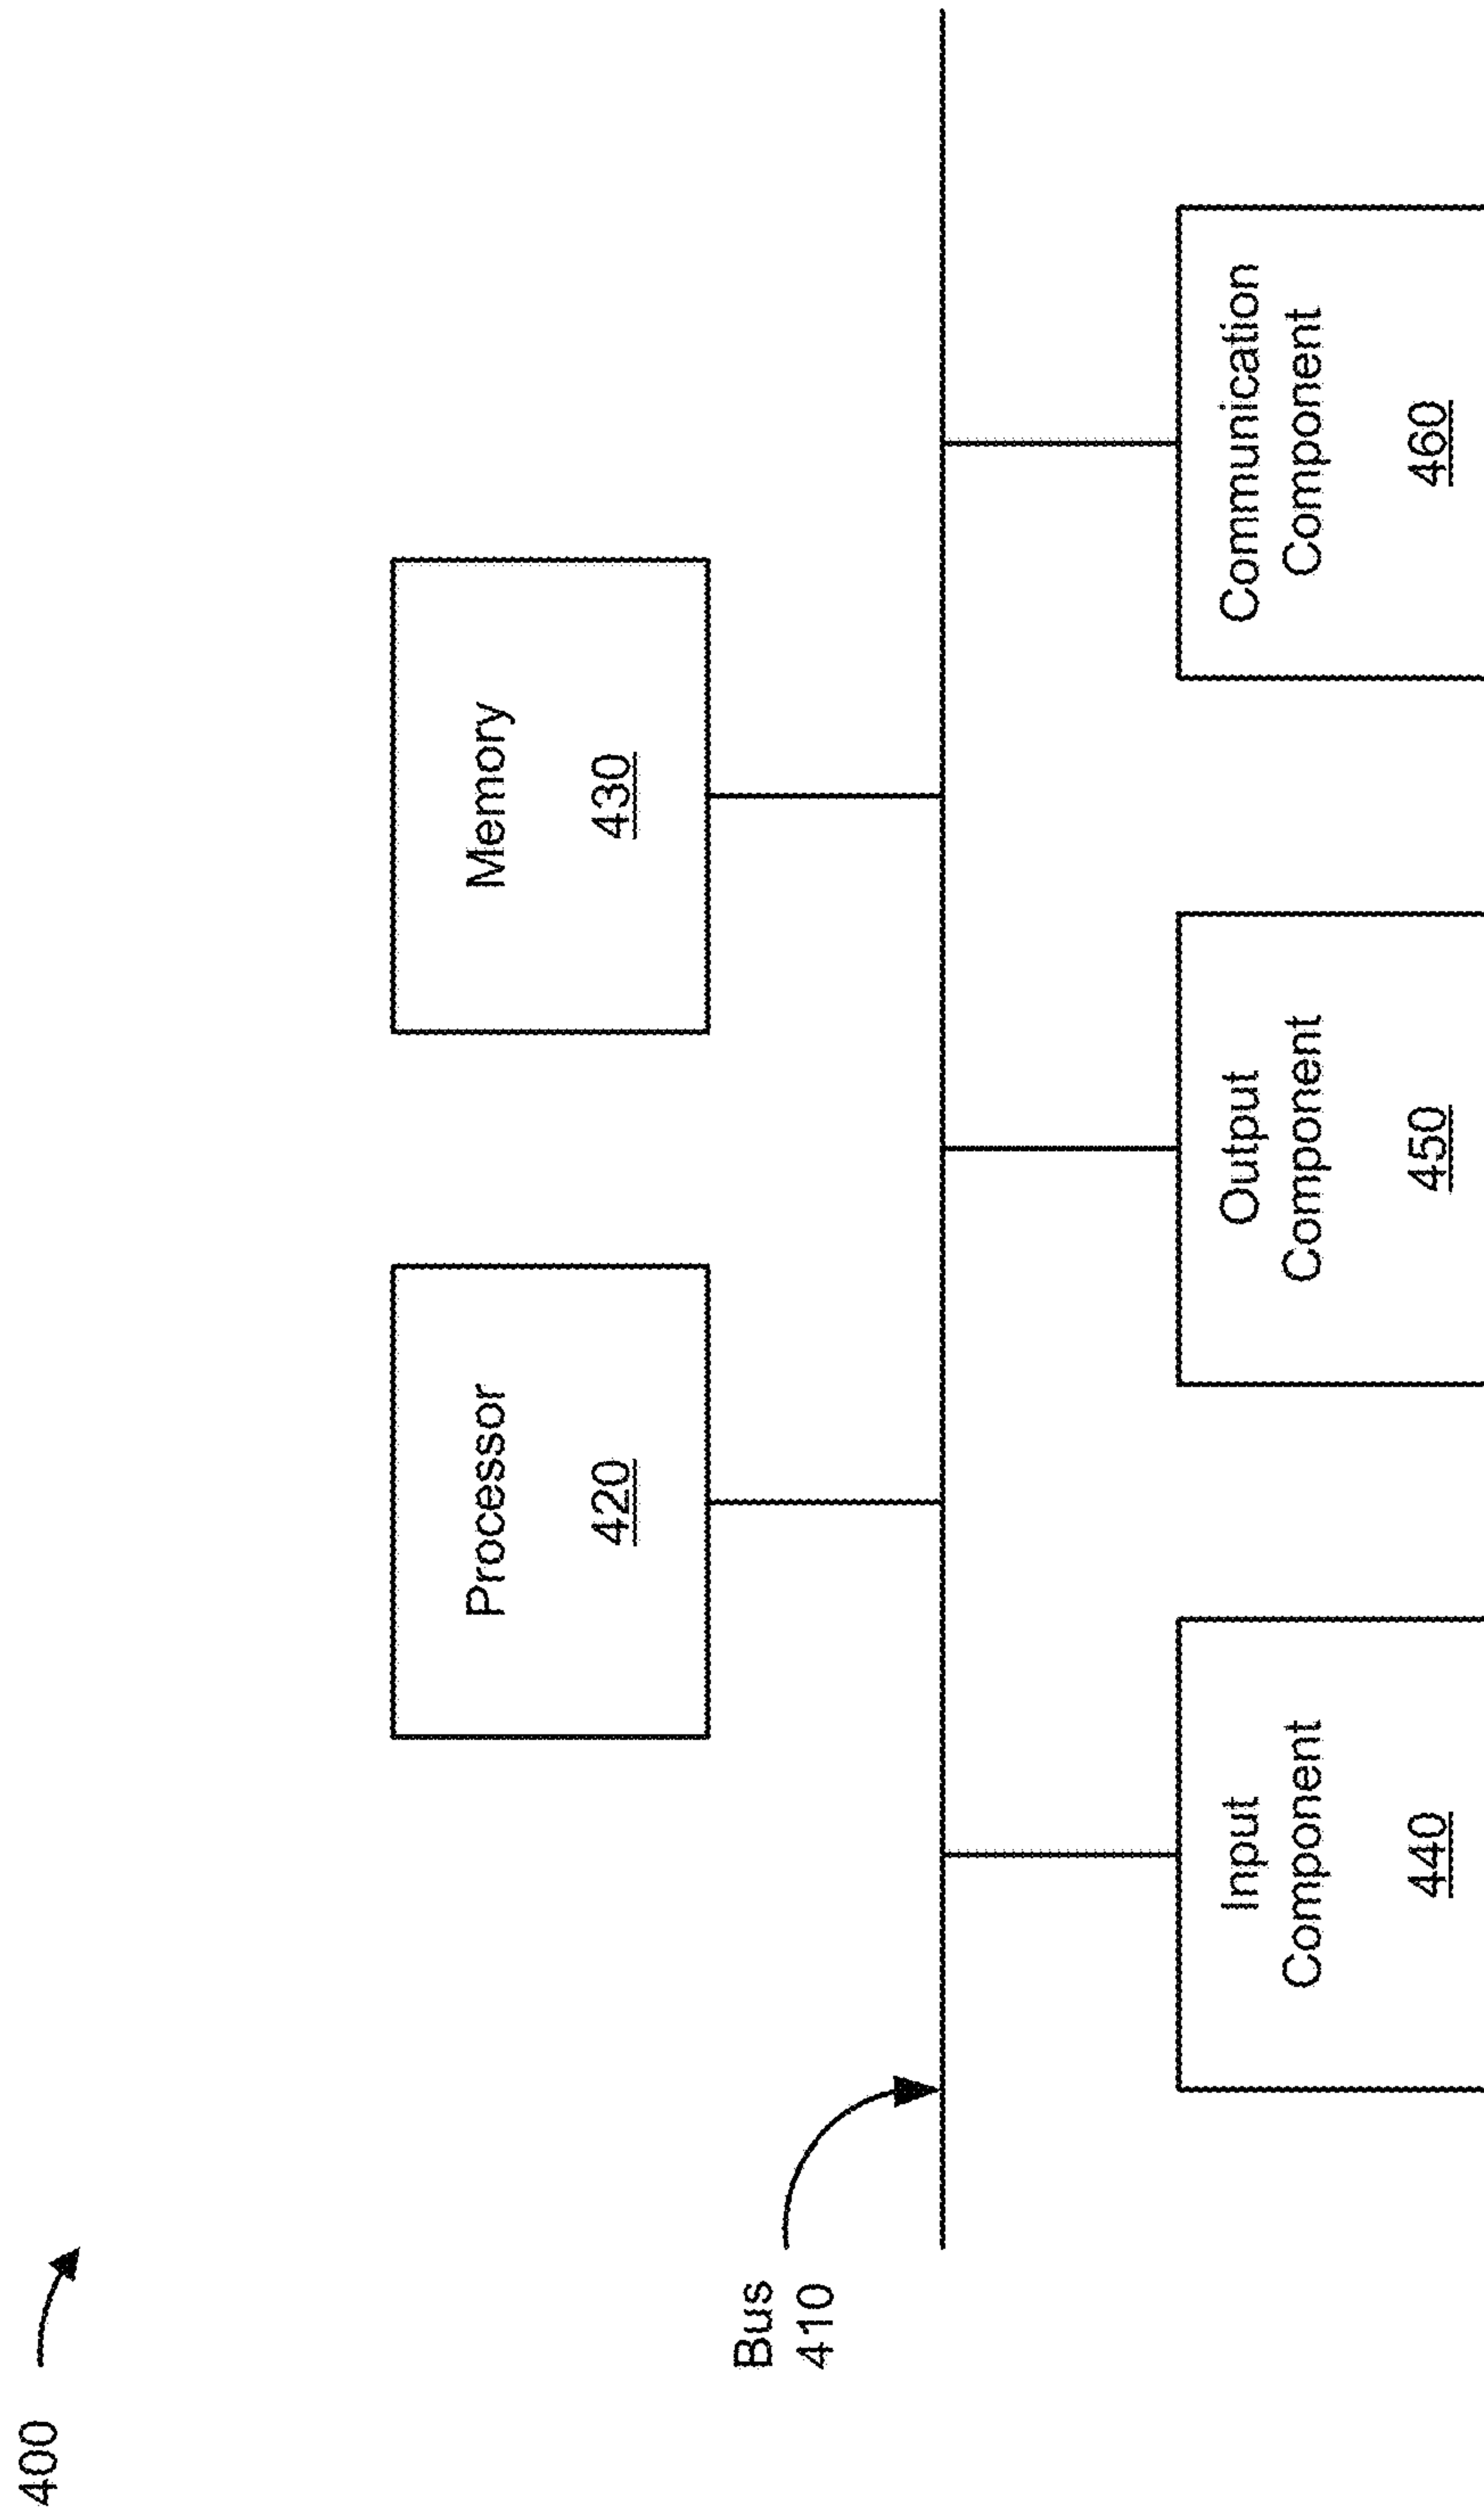 400
Processor
420
Memory
430
Bus
410
Input
Component
440
Output
Component
450
Communication
Component
460